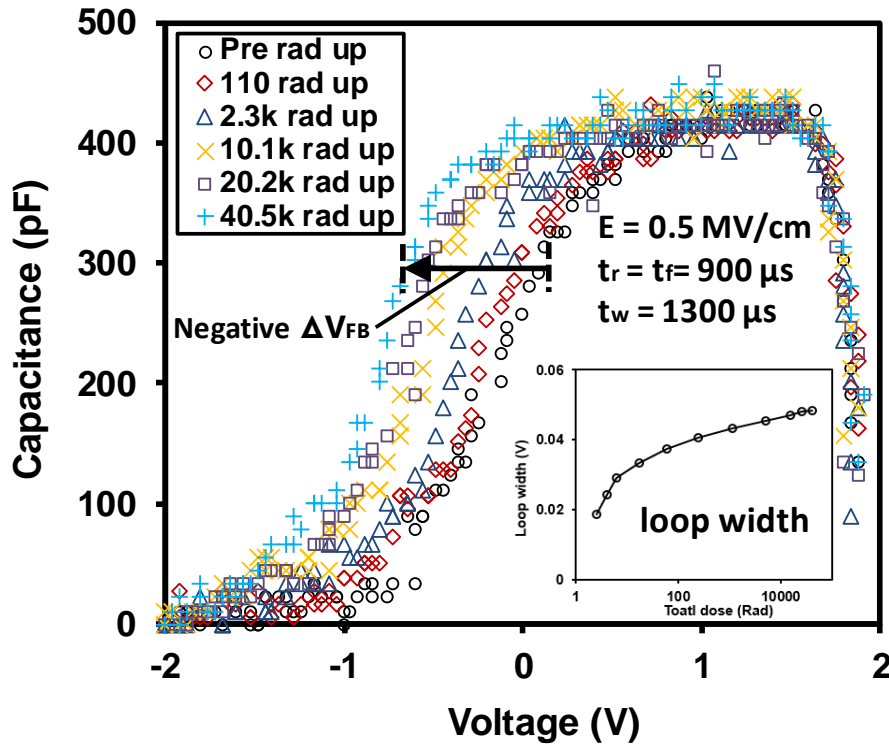 500
400
300
200
100
0
Capacitance (pF)
Pre rad up
110 rad up
2.3k rad up
10.1k rad up
20.2k rad up
40.5k rad up
E = 0.5 MV/cm
tr = tf= 900 µs
tw = 1300 µs
Negative ΔVFB
0.06
0.04
0.02
0
Loop width (V)
loop width
1
100
10000
Toatl dose (Rad)
-2
-1
0
1
2
Voltage (V)